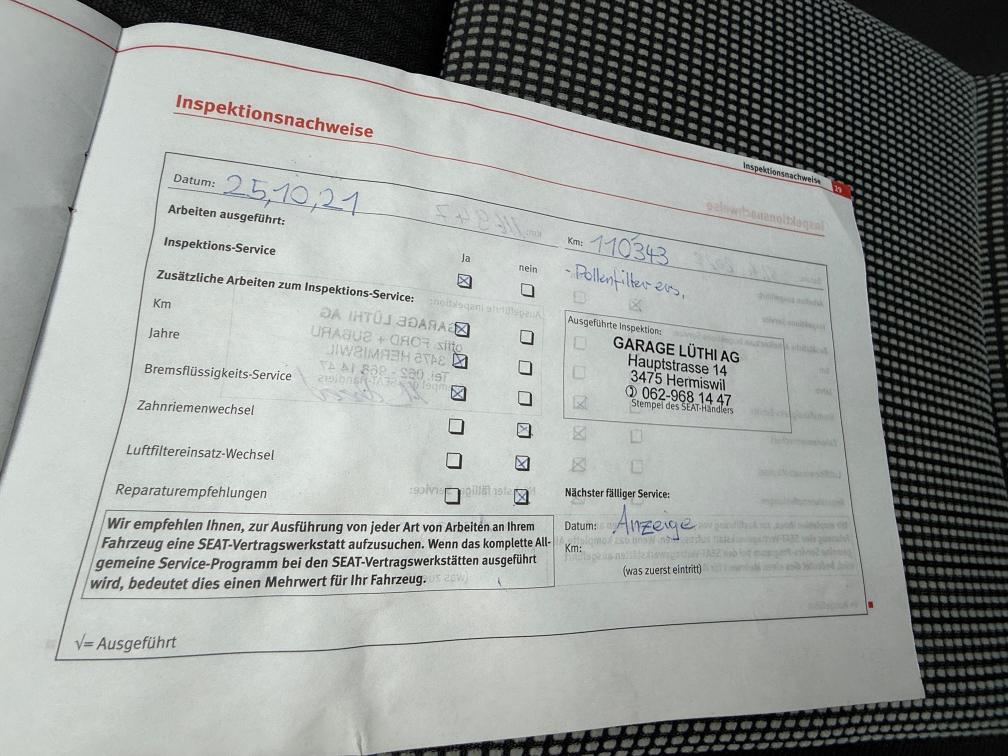 Inspektionsnachweise
Inspektionsnachweise 29
Datum: 25,10,21
Km: 110343
Arbeiten ausgeführt:
- Pollenfilter ers.
Ja nein
Inspektions-Service ☒ ☐
Zusätzliche Arbeiten zum Inspektions-Service:
Km ☒ ☐
Jahre ☒ ☐
Bremsflüssigkeits-Service ☒ ☐
Zahnriemenwechsel ☐ ☒
Luftfiltereinsatz-Wechsel ☐ ☒
Reparaturempfehlungen ☐ ☒
Ausgeführte Inspektion:
GARAGE LÜTHI AG
Hauptstrasse 14
3475 Hermiswil
✆ 062-968 14 47
Stempel des SEAT-Händlers
Nächster fälliger Service:
Datum: Anzeige
Km:
(was zuerst eintritt)
Wir empfehlen Ihnen, zur Ausführung von jeder Art von Arbeiten an Ihrem
Fahrzeug eine SEAT-Vertragswerkstatt aufzusuchen. Wenn das komplette All-
gemeine Service-Programm bei den SEAT-Vertragswerkstätten ausgeführt
wird, bedeutet dies einen Mehrwert für Ihr Fahrzeug.
√= Ausgeführt